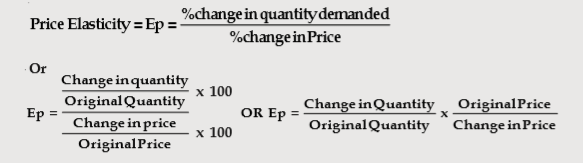 Price Elasticity = Ep = %change in quantity demanded / %change in Price
Or
Ep = Change in quantity / Original Quantity x 100 / Change in price / Original Price x 100 OR Ep = Change in Quantity / Original Quantity x Original Price / Change in Price